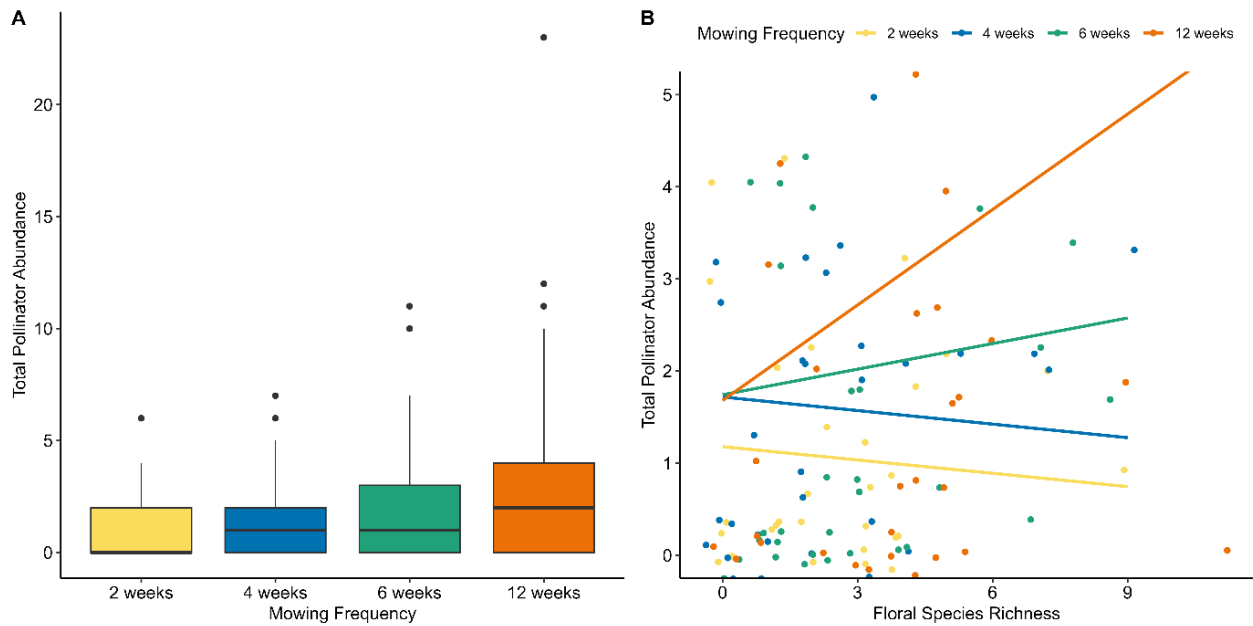 A
Total Pollinator Abundance
20
15
10
5
0
2 weeks 4 weeks 6 weeks 12 weeks
Mowing Frequency
B
Mowing Frequency 2 weeks 4 weeks 6 weeks 12 weeks
Total Pollinator Abundance
5
4
3
2
1
0
0 3 6 9
Floral Species Richness